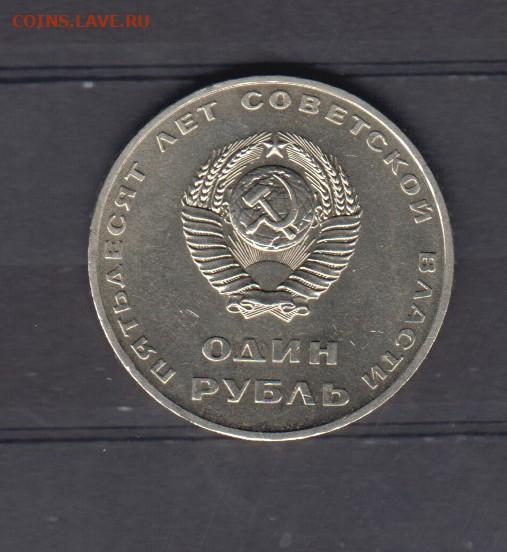 COINS.LAVE.RU
ПЯТЬДЕСЯТ ЛЕТ СОВЕТСКОЙ ВЛАСТИ
ОДИН
РУБЛЬ